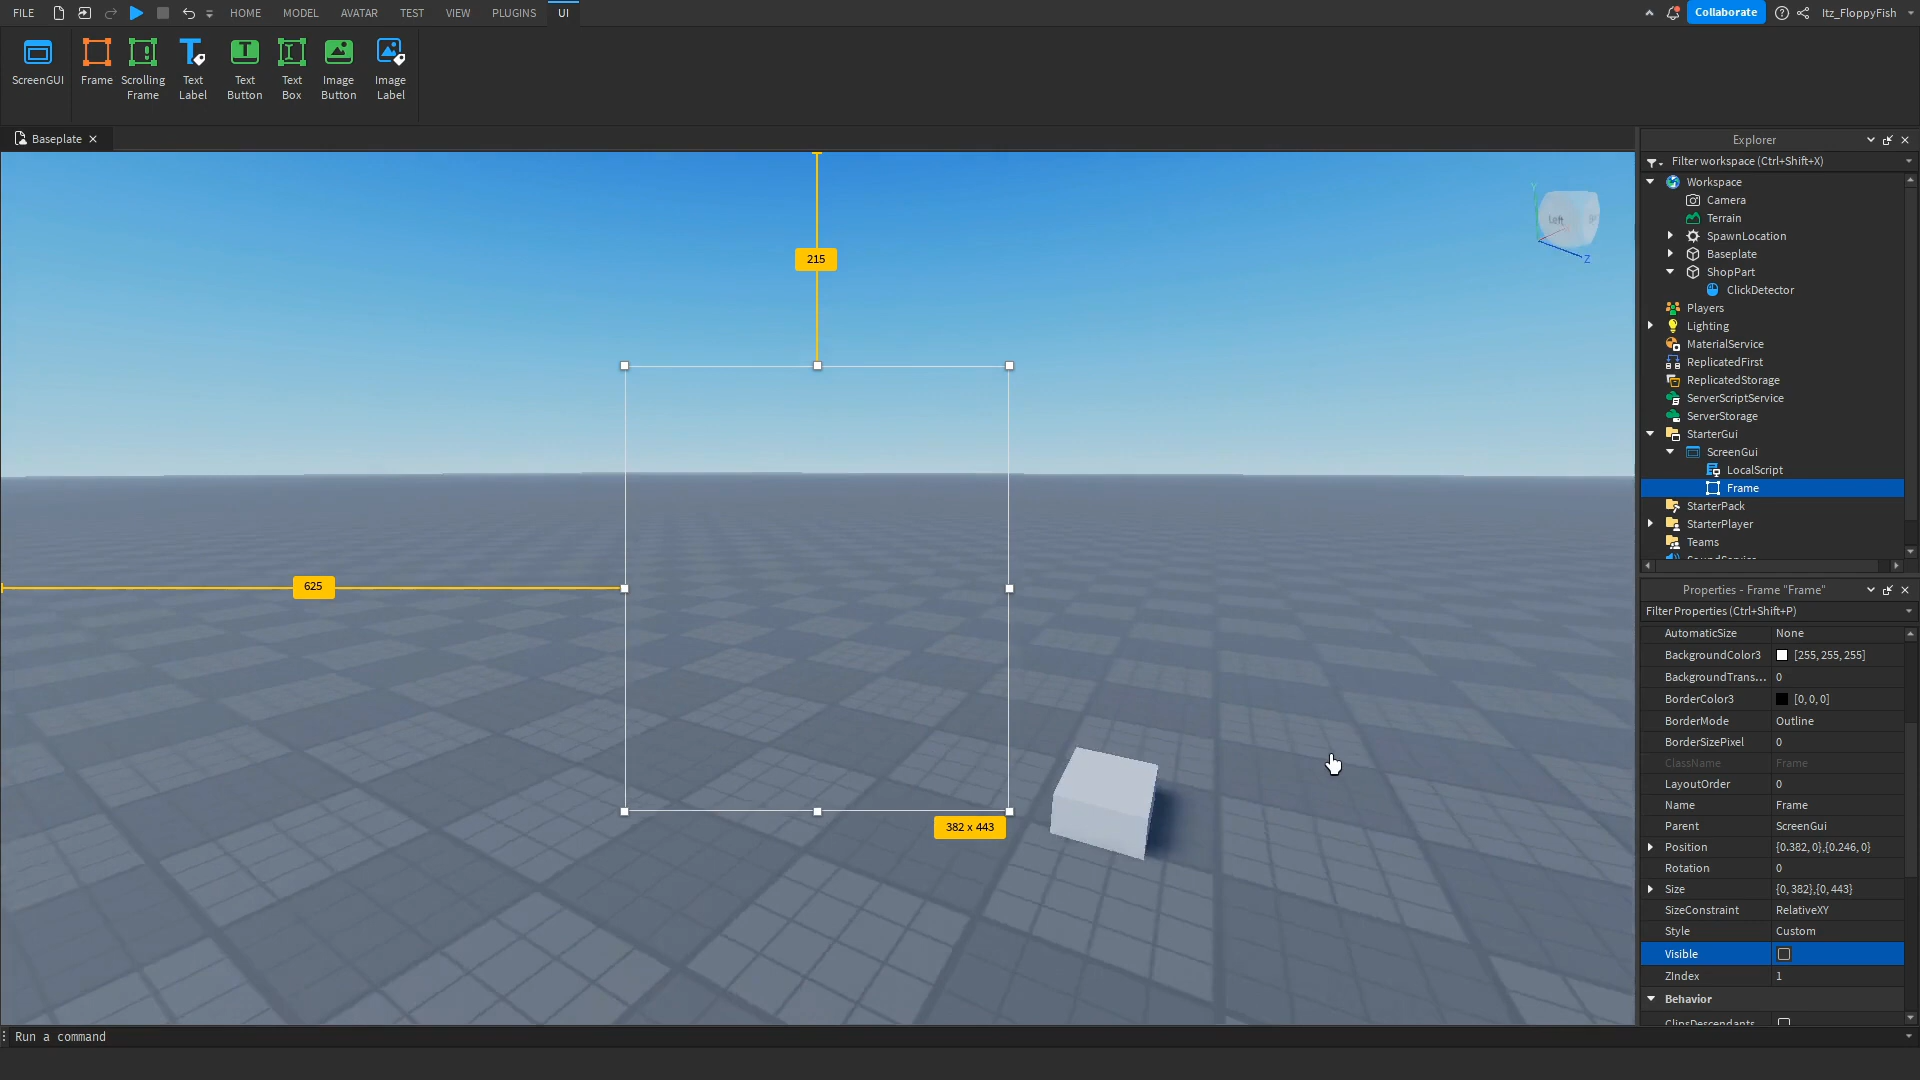 FILE HOME MODEL AVATAR TEST VIEW PLUGINS UI Collaborate Itz_FloppyFish
ScreenGUI Frame Scrolling Frame Text Label Text Button Text Box Image Button Image Label
Baseplate
215
625
382 x 443
Left
Y
Z
Explorer
Filter workspace (Ctrl+Shift+X)
Workspace
Camera
Terrain
SpawnLocation
Baseplate
ShopPart
ClickDetector
Players
Lighting
MaterialService
ReplicatedFirst
ReplicatedStorage
ServerScriptService
ServerStorage
StarterGui
ScreenGui
LocalScript
Frame
StarterPack
StarterPlayer
Teams
SoundService
Properties - Frame "Frame"
Filter Properties (Ctrl+Shift+P)
AutomaticSize None
BackgroundColor3 [255, 255, 255]
BackgroundTrans... 0
BorderColor3 [0, 0, 0]
BorderMode Outline
BorderSizePixel 0
ClassName Frame
LayoutOrder 0
Name Frame
Parent ScreenGui
Position {0.382, 0},{0.246, 0}
Rotation 0
Size {0, 382},{0, 443}
SizeConstraint RelativeXY
Style Custom
Visible
ZIndex 1
Behavior
ClipsDescendants
Run a command